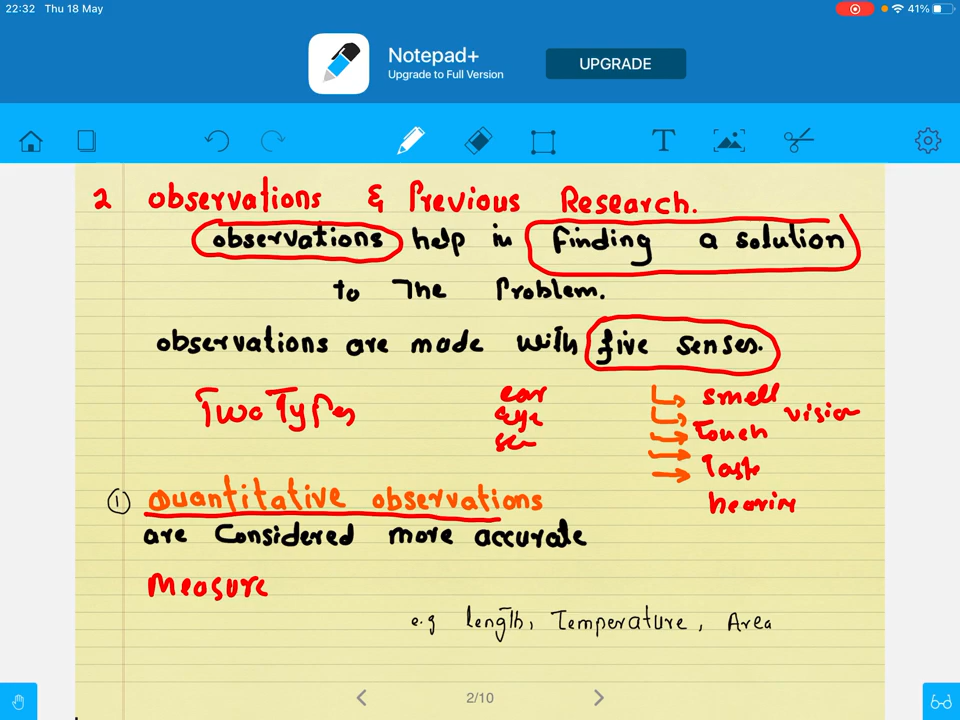 22:32 Thu 18 May
41%
Notepad+
Upgrade to Full Version
UPGRADE
T
2 observations & Previous Research.
observations help in finding a solution
to The Problem.
observations are made with five senses.
Two Types
ear
eye
smell
vision
Touch
Taste
hearing
1 Quantitative observations
are Considered more accurate
Measure
e.g length, Temperature, Area
2/10